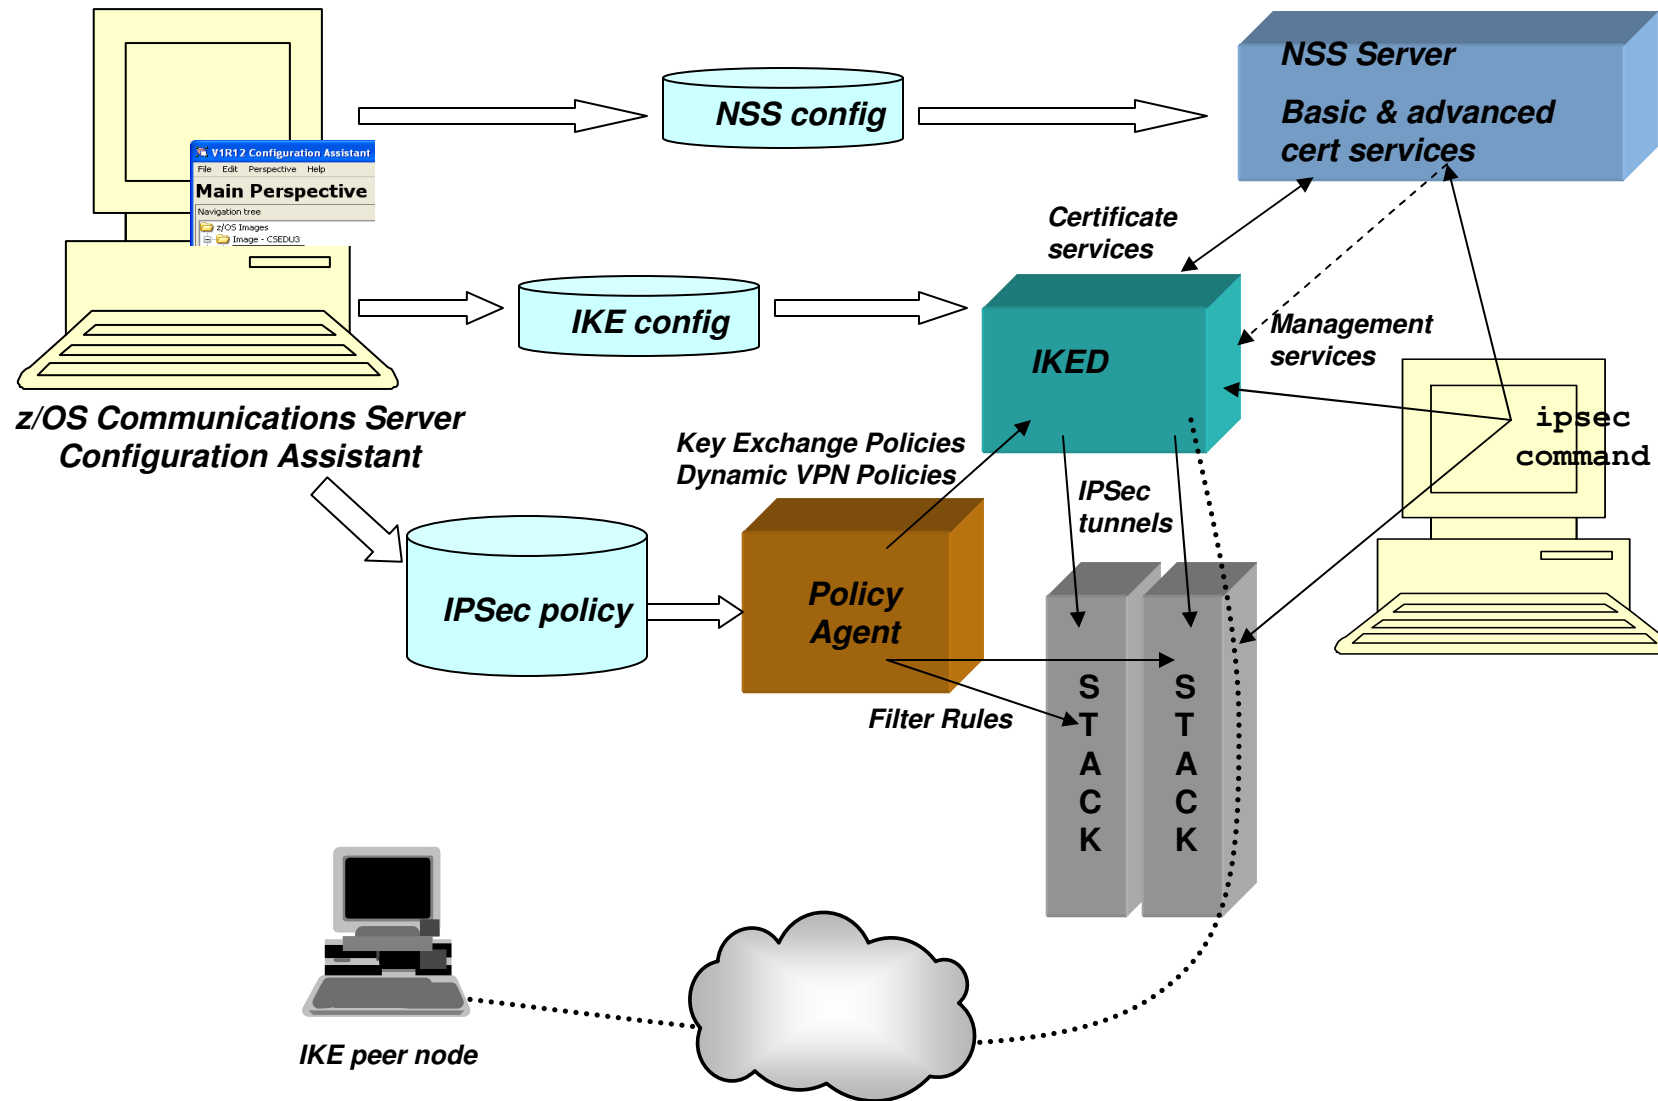 NSS Server
Basic & advanced
cert services
NSS config
V1R12 Configuration Assistant
File Edit Perspective Help
Main Perspective
Navigation tree
z/OS Images
Image - CSEDU3
Certificate
services
IKE config
IKED
Management
services
z/OS Communications Server
Configuration Assistant
ipsec
command
Key Exchange Policies
Dynamic VPN Policies
IPSec
tunnels
IPSec policy
Policy
Agent
Filter Rules
S
T
A
C
K
S
T
A
C
K
IKE peer node